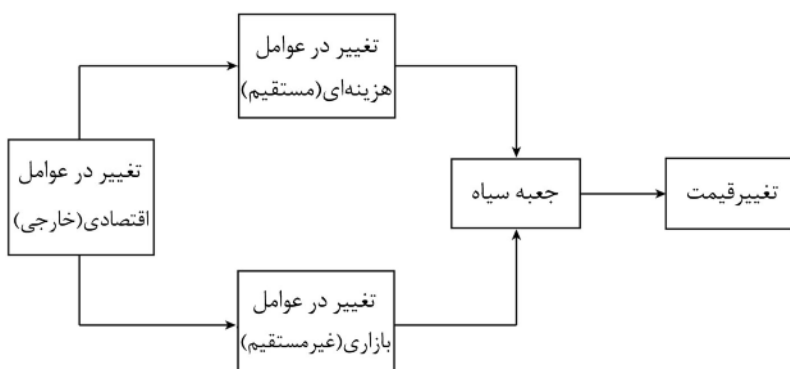 تغییر در عوامل
هزینه‌ای(مستقیم)
تغییر در عوامل
اقتصادی(خارجی)
جعبه سیاه
تغییرقیمت
تغییر در عوامل
بازاری(غیرمستقیم)